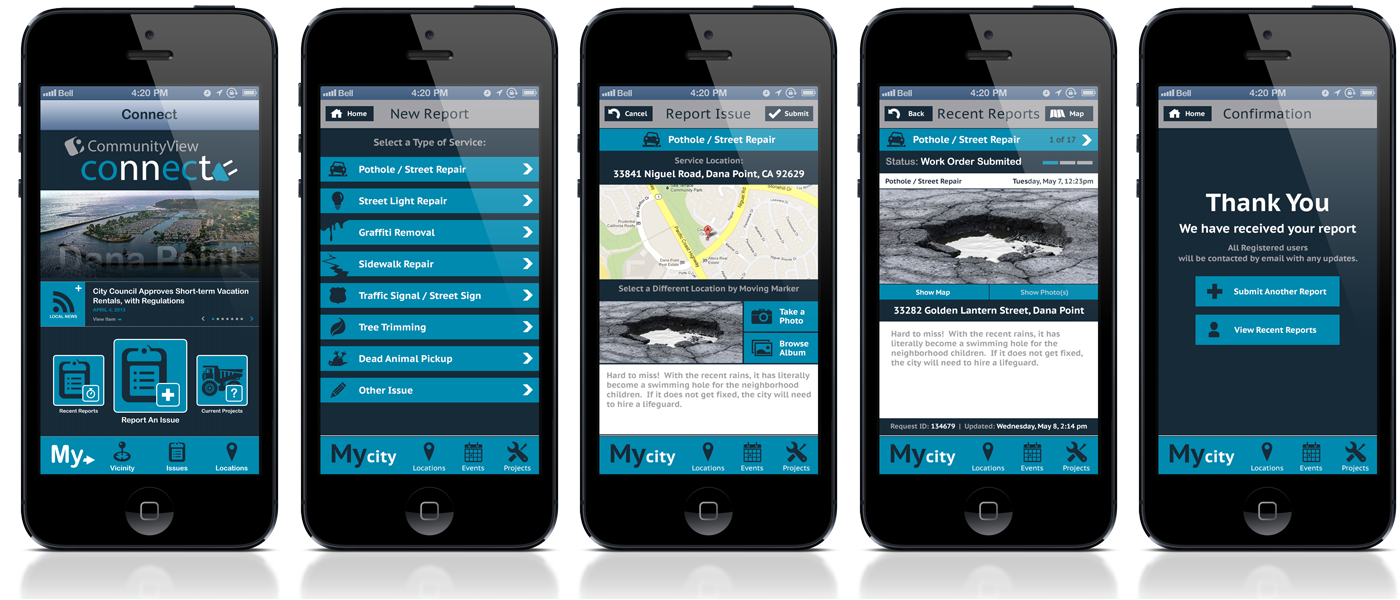 Bell 4:20 PM
Connect
CommunityView
connect
Dana Point
City Council Approves Short-term Vacation
Rentals, with Regulations
APRIL 4, 2013
View Item
LOCAL NEWS
Recent Reports
Report An Issue
Current Projects
?
My
Vicinity
Issues
Locations
Bell 4:20 PM
Home
New Report
Select a Type of Service:
Pothole / Street Repair
Street Light Repair
Graffiti Removal
Sidewalk Repair
Traffic Signal / Street Sign
Tree Trimming
Dead Animal Pickup
Other Issue
Mycity
Locations
Events
Projects
Bell 4:20 PM
Cancel
Report Issue
Submit
Pothole / Street Repair
Service Location:
33841 Niguel Road, Dana Point, CA 92629
A
Select a Different Location by Moving Marker
Take a
Photo
Browse
Album
Hard to miss! With the recent rains, it has literally
become a swimming hole for the neighborhood
children. If it does not get fixed, the city will need
to hire a lifeguard.
Mycity
Locations
Events
Projects
Bell 4:20 PM
Back
Recent Reports
Map
Pothole / Street Repair
1 of 17
Status: Work Order Submited
Pothole / Street Repair
Tuesday, May 7, 12:23pm
Show Map
Show Photo(s)
33282 Golden Lantern Street, Dana Point
Hard to miss! With the recent rains, it has
literally become a swimming hole for the
neighborhood children. If it does not get fixed,
the city will need to hire a lifeguard.
Request ID: 134679 | Updated: Wednesday, May 8, 2:14 pm
Mycity
Locations
Events
Projects
Bell 4:20 PM
Home
Confirmation
Thank You
We have received your report
All Registered users
will be contacted by email with any updates.
Submit Another Report
View Recent Reports
Mycity
Locations
Events
Projects